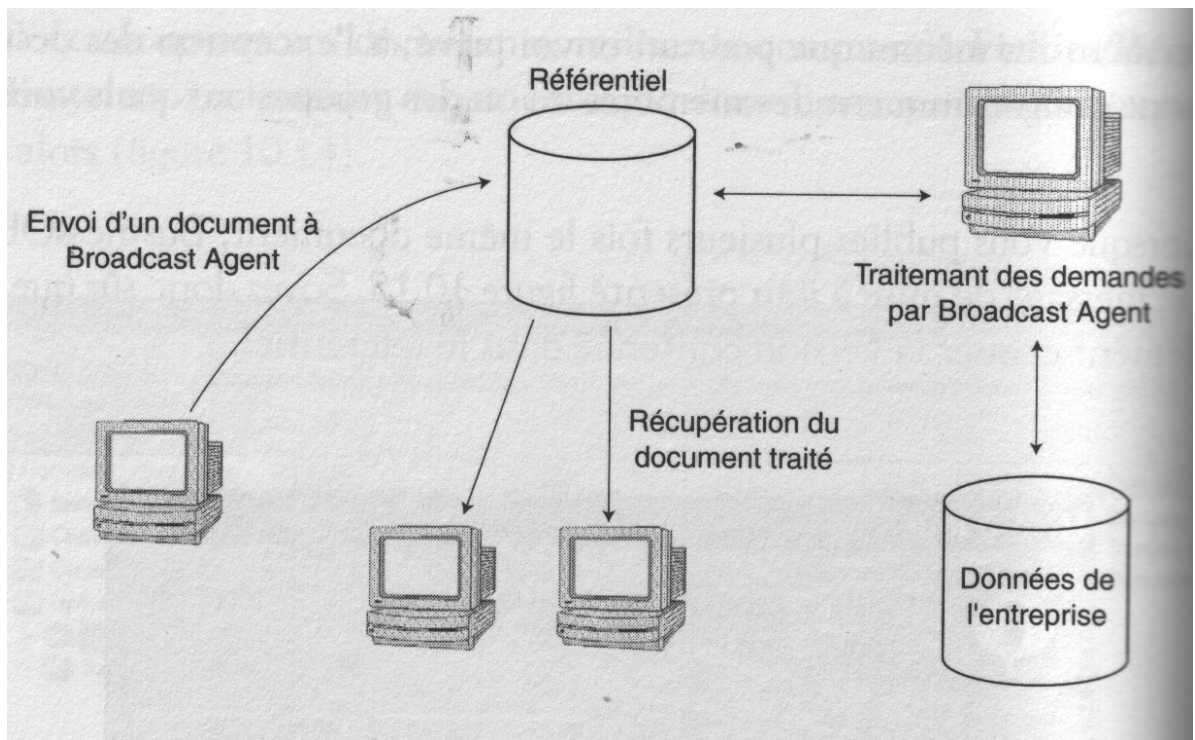 Référentiel
Envoi d'un document à
Broadcast Agent
Traitemant des demandes
par Broadcast Agent
Récupération du
document traité
Données de
l'entreprise